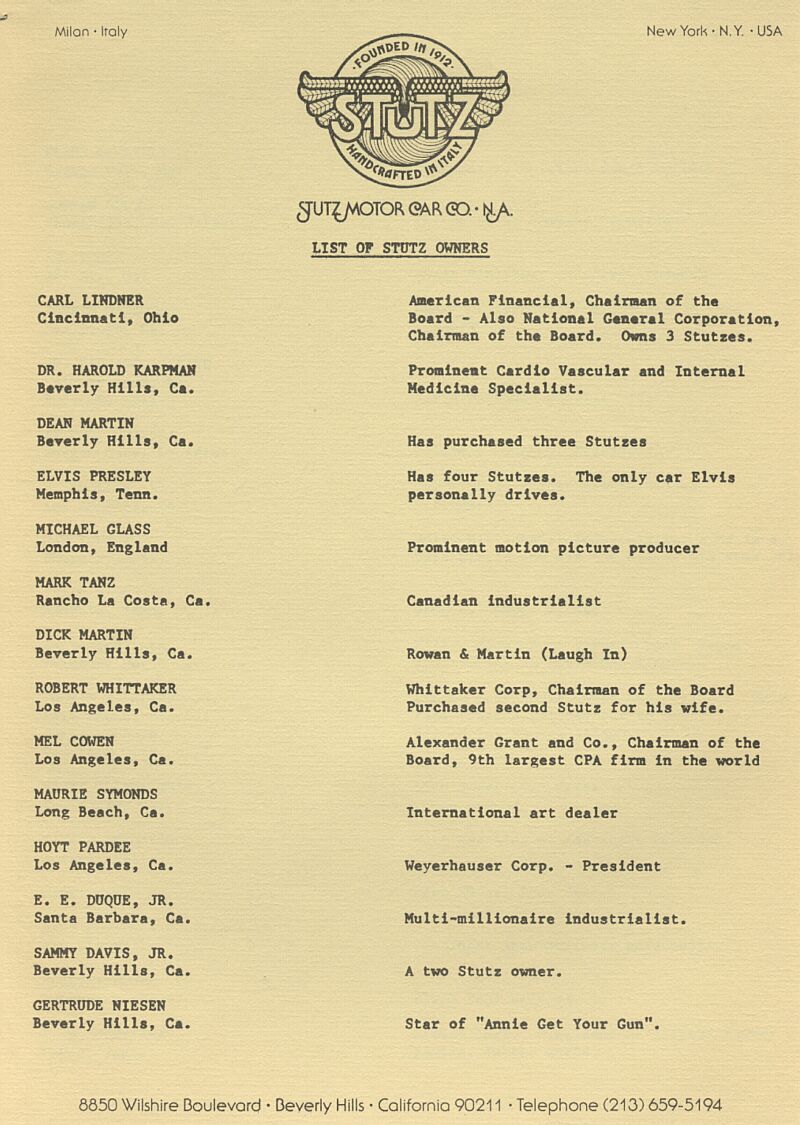 Milan · Italy
New York · N.Y. · USA
· FOUNDED IN 1912 ·
STUTZ
HANDCRAFTED IN ITALY
STUTZ MOTOR CAR CO. · N.A.
LIST OF STUTZ OWNERS
CARL LINDNER
Cincinnati, Ohio
American Financial, Chairman of the
Board - Also National General Corporation,
Chairman of the Board. Owns 3 Stutzes.
DR. HAROLD KARPMAN
Beverly Hills, Ca.
Prominent Cardio Vascular and Internal
Medicine Specialist.
DEAN MARTIN
Beverly Hills, Ca.
Has purchased three Stutzes
ELVIS PRESLEY
Memphis, Tenn.
Has four Stutzes. The only car Elvis
personally drives.
MICHAEL GLASS
London, England
Prominent motion picture producer
MARK TANZ
Rancho La Costa, Ca.
Canadian industrialist
DICK MARTIN
Beverly Hills, Ca.
Rowan & Martin (Laugh In)
ROBERT WHITTAKER
Los Angeles, Ca.
Whittaker Corp, Chairman of the Board
Purchased second Stutz for his wife.
MEL COWEN
Los Angeles, Ca.
Alexander Grant and Co., Chairman of the
Board, 9th largest CPA firm in the world
MAURIE SYMONDS
Long Beach, Ca.
International art dealer
HOYT PARDEE
Los Angeles, Ca.
Weyerhauser Corp. - President
E. E. DUQUE, JR.
Santa Barbara, Ca.
Multi-millionaire industrialist.
SAMMY DAVIS, JR.
Beverly Hills, Ca.
A two Stutz owner.
GERTRUDE NIESEN
Beverly Hills, Ca.
Star of "Annie Get Your Gun".
8850 Wilshire Boulevard · Beverly Hills · California 90211 · Telephone (213) 659-5194